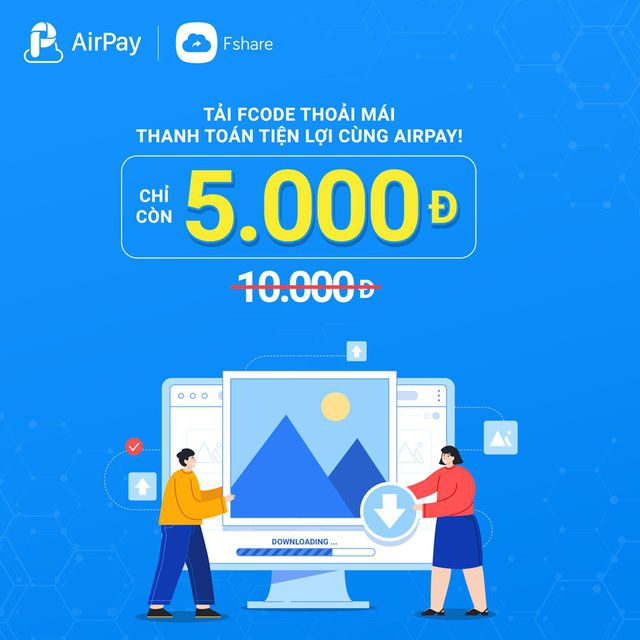 AirPay
Fshare
TẢI FCODE THOẢI MÁI
THANH TOÁN TIỆN LỢI CÙNG AIRPAY!
CHỈ
CÒN
5.000 Đ
10.000 Đ
DOWNLOADING ...